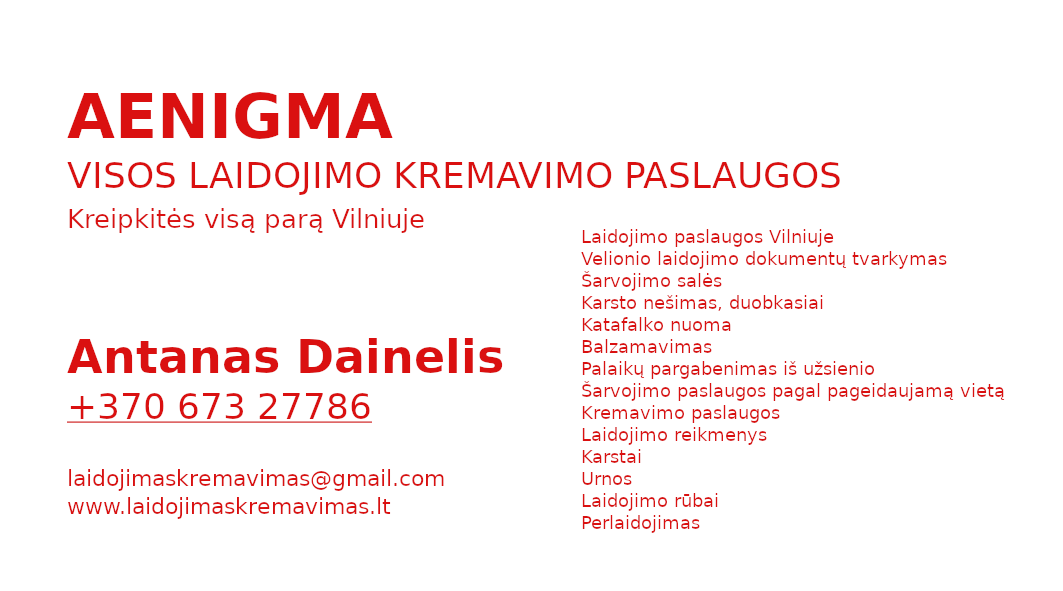 AENIGMA
VISOS LAIDOJIMO KREMAVIMO PASLAUGOS
Kreipkitės visą parą Vilniuje
Antanas Dainelis
+370 673 27786
laidojimaskremavimas@gmail.com
www.laidojimaskremavimas.lt
Laidojimo paslaugos Vilniuje
Velionio laidojimo dokumentų tvarkymas
Šarvojimo salės
Karsto nešimas, duobkasiai
Katafalko nuoma
Balzamavimas
Palaikų pargabenimas iš užsienio
Šarvojimo paslaugos pagal pageidaujamą vietą
Kremavimo paslaugos
Laidojimo reikmenys
Karstai
Urnos
Laidojimo rūbai
Perlaidojimas